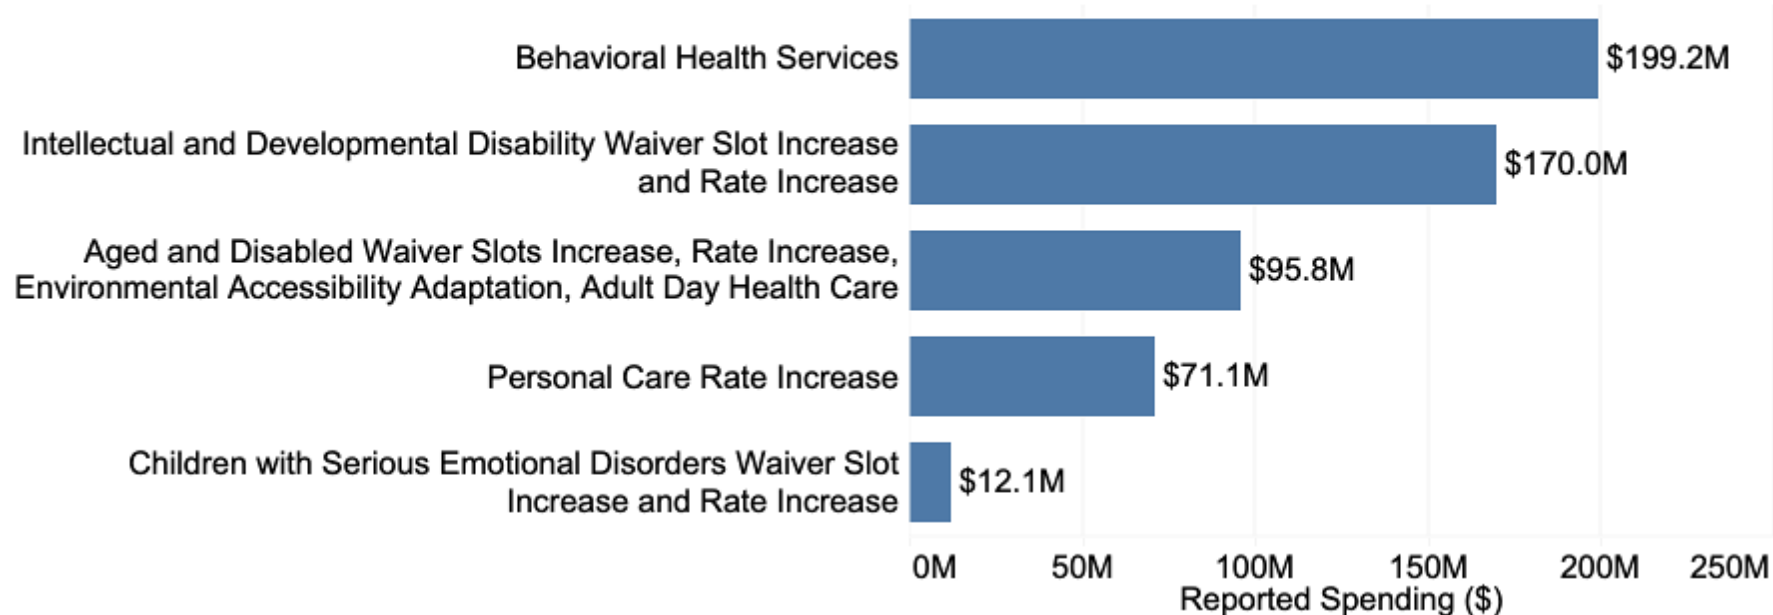 Behavioral Health Services
$199.2M
Intellectual and Developmental Disability Waiver Slot Increase
and Rate Increase
$170.0M
Aged and Disabled Waiver Slots Increase, Rate Increase,
Environmental Accessibility Adaptation, Adult Day Health Care
$95.8M
Personal Care Rate Increase
$71.1M
Children with Serious Emotional Disorders Waiver Slot
Increase and Rate Increase
$12.1M
0M 50M 100M 150M 200M 250M
Reported Spending ($)